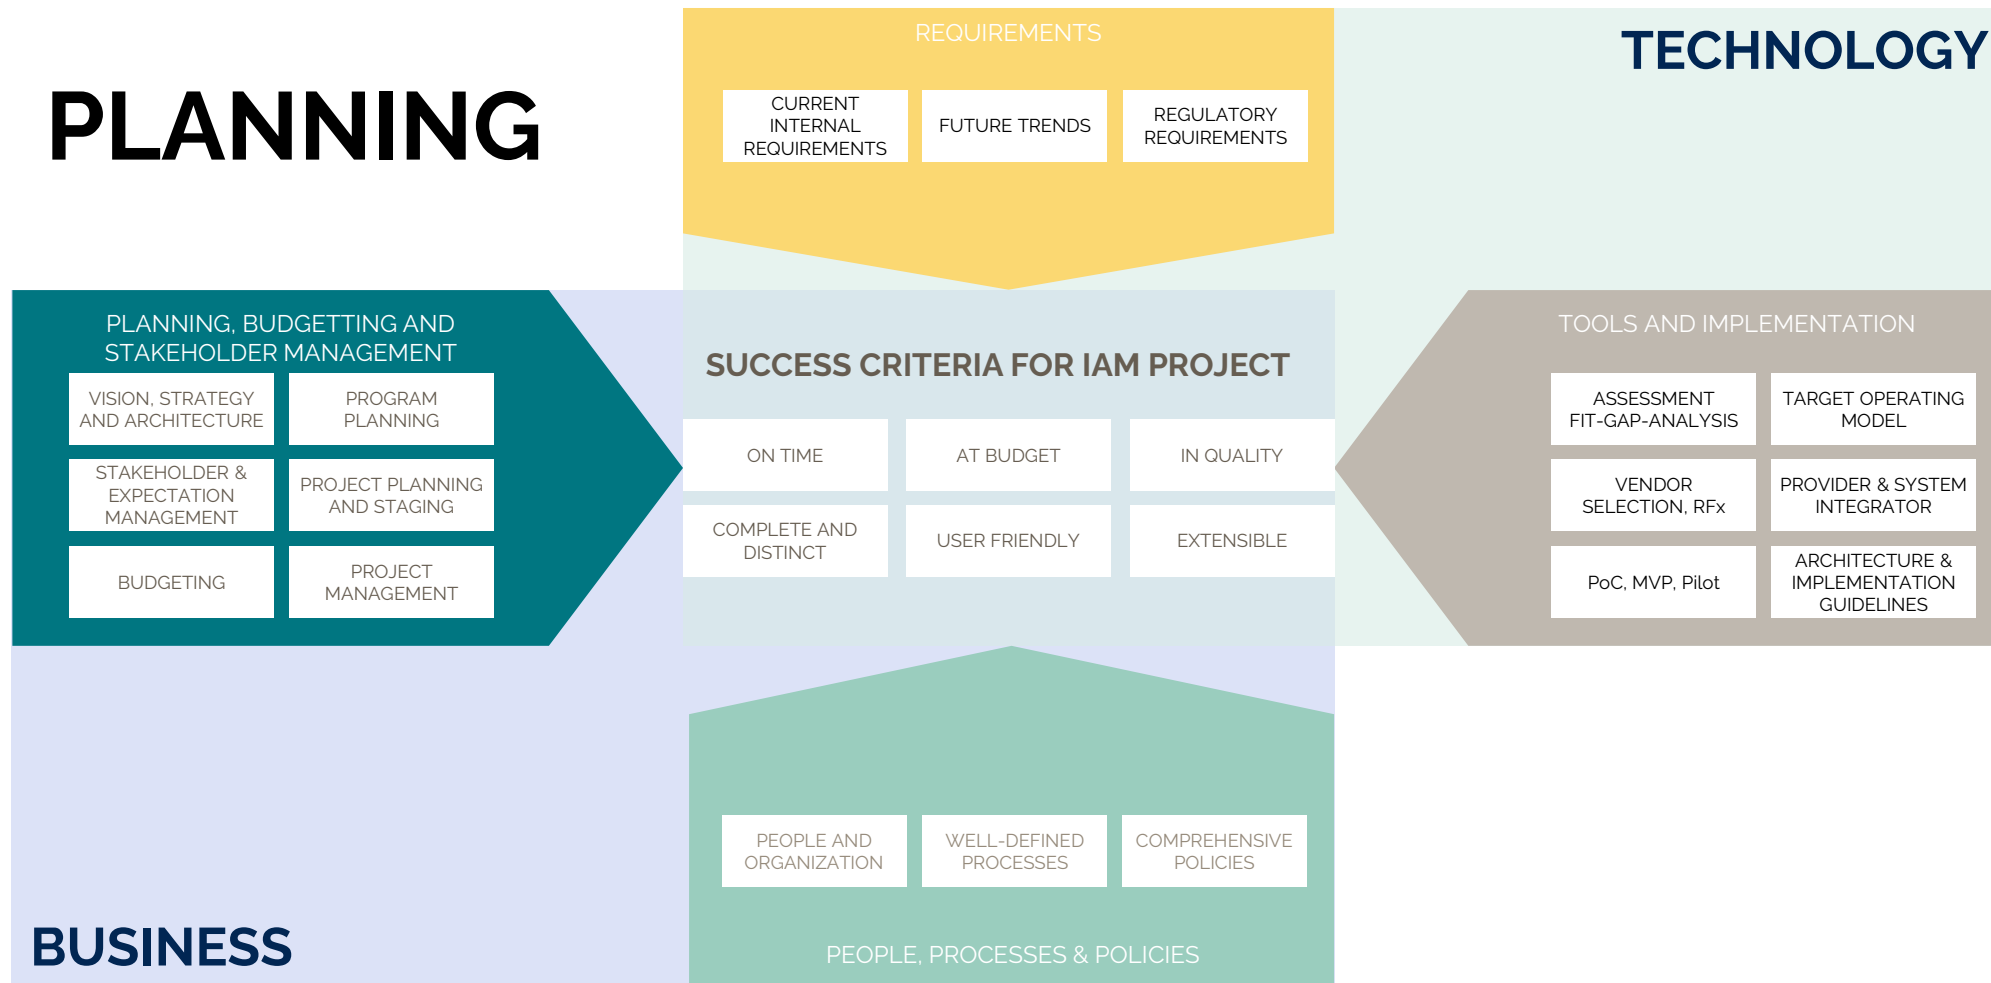 PLANNING
REQUIREMENTS
CURRENT
INTERNAL
REQUIREMENTS
FUTURE TRENDS
REGULATORY
REQUIREMENTS
TECHNOLOGY
PLANNING, BUDGETTING AND
STAKEHOLDER MANAGEMENT
VISION, STRATEGY
AND ARCHITECTURE
PROGRAM
PLANNING
STAKEHOLDER &
EXPECTATION
MANAGEMENT
PROJECT PLANNING
AND STAGING
BUDGETING
PROJECT
MANAGEMENT
SUCCESS CRITERIA FOR IAM PROJECT
ON TIME
AT BUDGET
IN QUALITY
COMPLETE AND
DISTINCT
USER FRIENDLY
EXTENSIBLE
TOOLS AND IMPLEMENTATION
ASSESSMENT
FIT-GAP-ANALYSIS
TARGET OPERATING
MODEL
VENDOR
SELECTION, RFx
PROVIDER & SYSTEM
INTEGRATOR
PoC, MVP, Pilot
ARCHITECTURE &
IMPLEMENTATION
GUIDELINES
PEOPLE AND
ORGANIZATION
WELL-DEFINED
PROCESSES
COMPREHENSIVE
POLICIES
PEOPLE, PROCESSES & POLICIES
BUSINESS